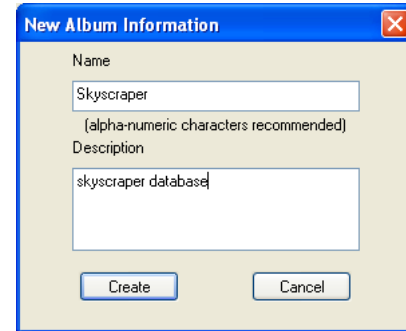 New Album Information
Name
Skyscraper
(alpha-numeric characters recommended)
Description
skyscraper database
Create Cancel